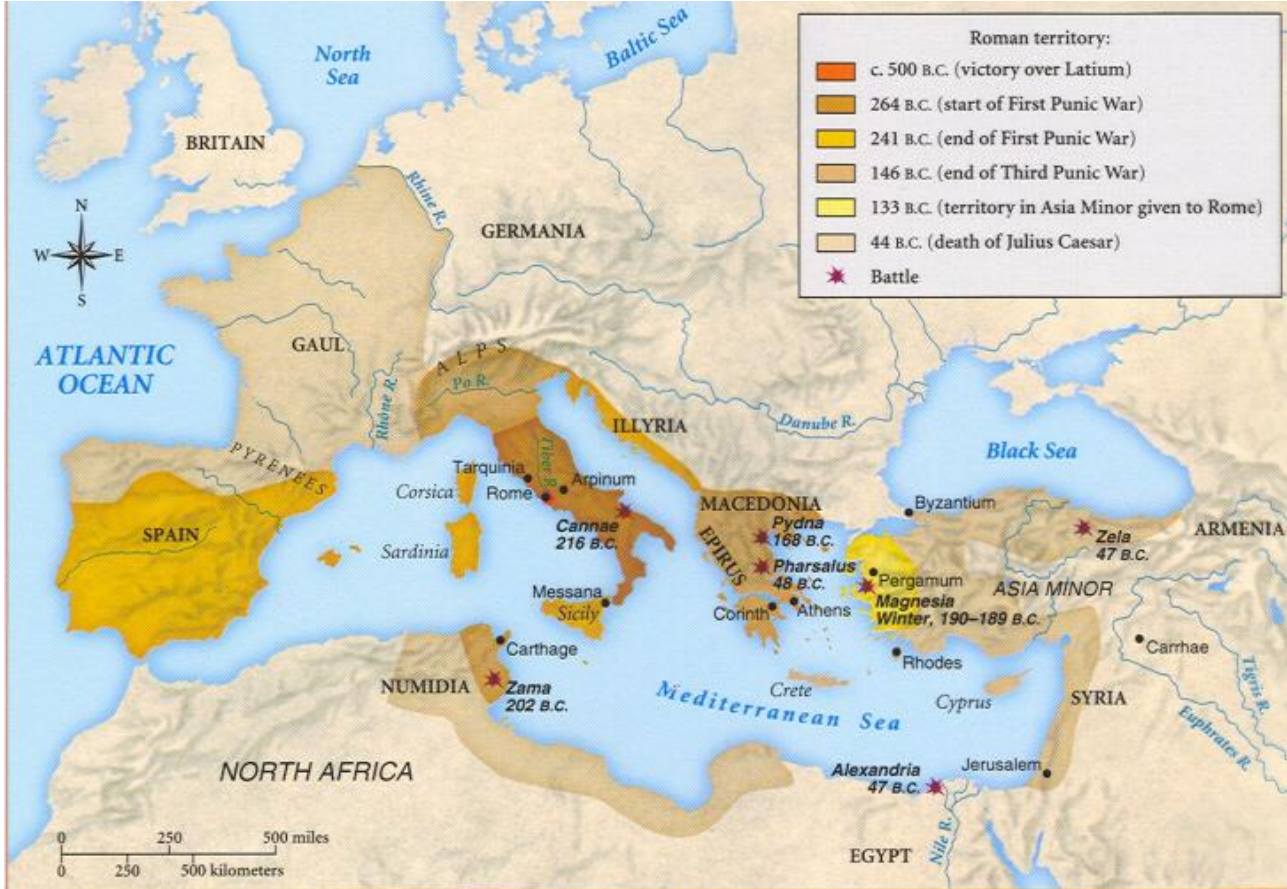 Roman territory:
c. 500 B.C. (victory over Latium)
264 B.C. (start of First Punic War)
241 B.C. (end of First Punic War)
146 B.C. (end of Third Punic War)
133 B.C. (territory in Asia Minor given to Rome)
44 B.C. (death of Julius Caesar)
Battle
North
Sea
Baltic Sea
BRITAIN
N
W
E
S
Rhine R.
GERMANIA
ATLANTIC
OCEAN
GAUL
ALPS
Po R.
Rhône R.
ILLYRIA
Danube R.
Black Sea
PYRENEES
Tarquinia
Tiber R.
Arpinum
Rome
Corsica
Cannae
216 B.C.
MACEDONIA
Byzantium
Pydna
168 B.C.
Zela
47 B.C.
ARMENIA
SPAIN
Sardinia
EPIRUS
Pharsalus
48 B.C.
Pergamum
ASIA MINOR
Messana
Sicily
Corinth
Athens
Magnesia
Winter, 190–189 B.C.
Carthage
Rhodes
Carrhae
NUMIDIA
Zama
202 B.C.
Crete
Cyprus
SYRIA
Tigris R.
Euphrates R.
Mediterranean Sea
NORTH AFRICA
Alexandria
47 B.C.
Jerusalem
0 250 500 miles
0 250 500 kilometers
EGYPT
Nile R.